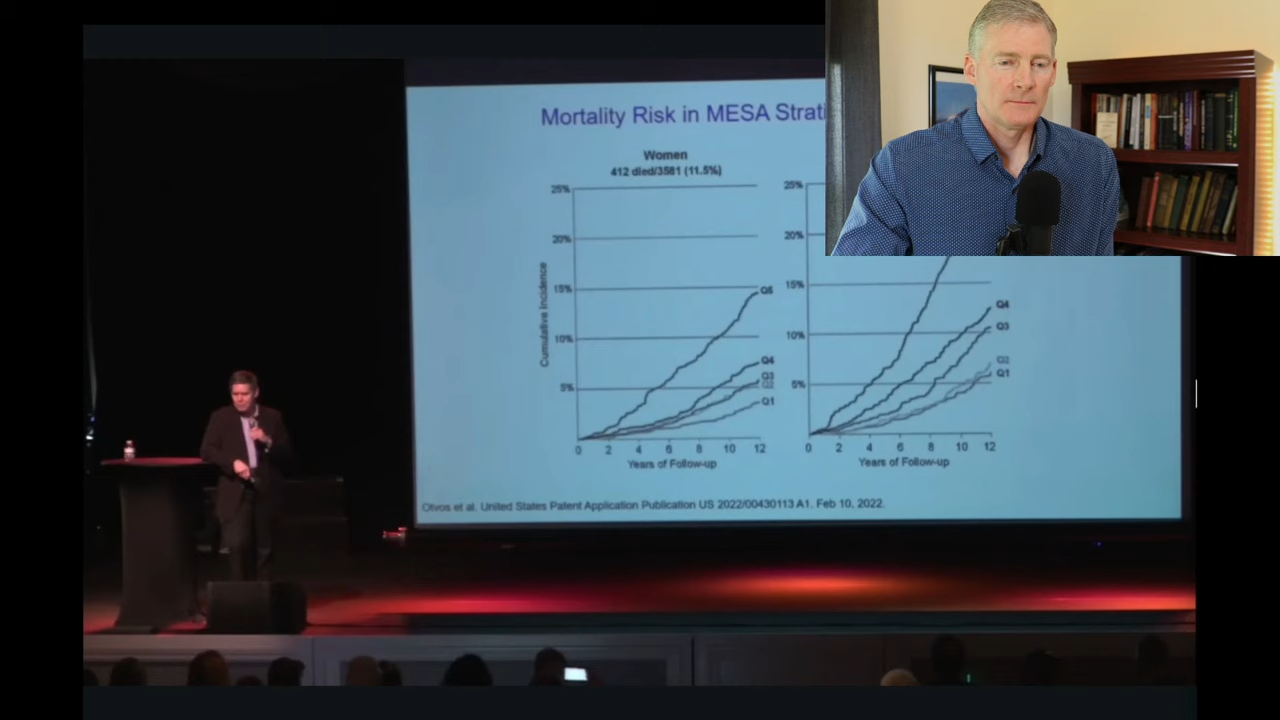 Mortality Risk in MESA Strati
Women
412 died/3581 (11.5%)
25%
20%
15%
10%
5%
Cumulative Incidence
Q5
Q4
Q3
Q2
Q1
0 2 4 6 8 10 12
Years of Follow-up
25%
20%
15%
10%
5%
Q4
Q3
Q2
Q1
0 2 4 6 8 10 12
Years of Follow-up
Otvos et al. United States Patent Application Publication US 2022/00430113 A1. Feb 10, 2022.